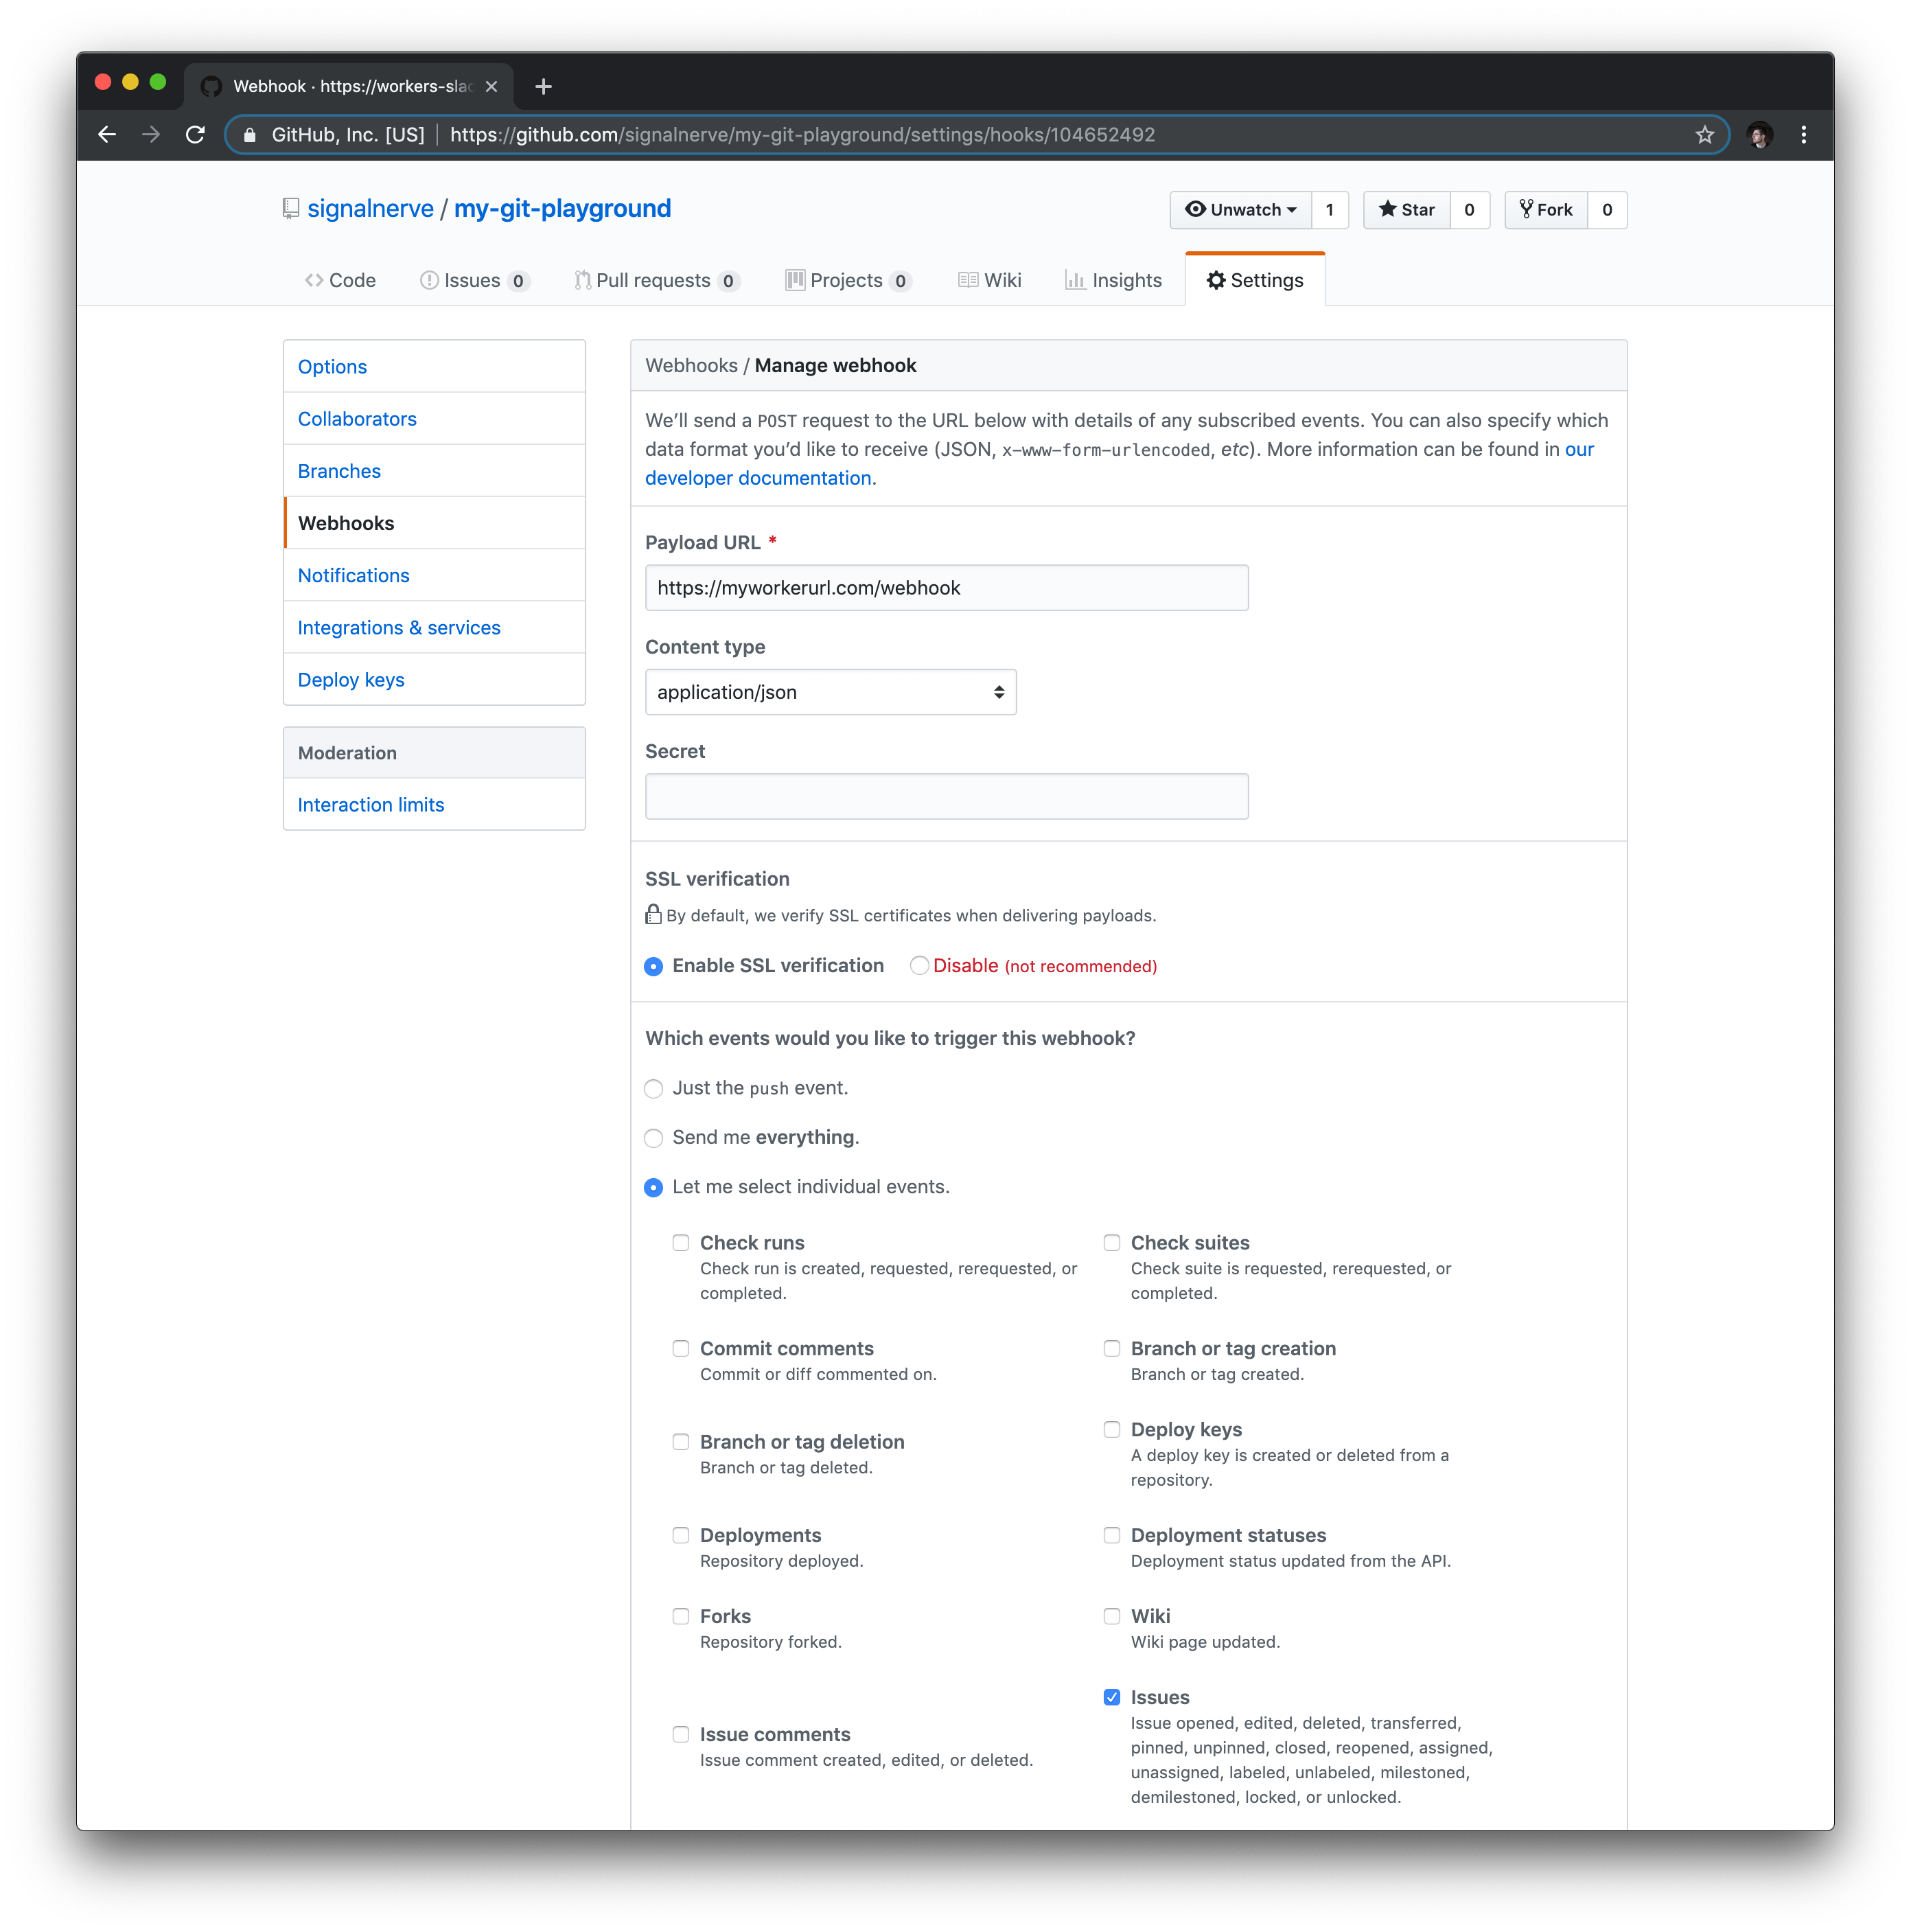 Webhook · https://workers-slac
GitHub, Inc. [US] | https://github.com/signalnerve/my-git-playground/settings/hooks/104652492
signalnerve / my-git-playground
Unwatch 1 Star 0 Fork 0
Code Issues 0 Pull requests 0 Projects 0 Wiki Insights Settings
Options
Collaborators
Branches
Webhooks
Notifications
Integrations & services
Deploy keys
Moderation
Interaction limits
Webhooks / Manage webhook
We’ll send a POST request to the URL below with details of any subscribed events. You can also specify which
data format you’d like to receive (JSON, x-www-form-urlencoded, etc). More information can be found in our
developer documentation.
Payload URL *
https://myworkerurl.com/webhook
Content type
application/json
Secret
SSL verification
By default, we verify SSL certificates when delivering payloads.
Enable SSL verification Disable (not recommended)
Which events would you like to trigger this webhook?
Just the push event.
Send me everything.
Let me select individual events.
Check runs
Check run is created, requested, rerequested, or
completed.
Check suites
Check suite is requested, rerequested, or
completed.
Commit comments
Commit or diff commented on.
Branch or tag creation
Branch or tag created.
Branch or tag deletion
Branch or tag deleted.
Deploy keys
A deploy key is created or deleted from a
repository.
Deployments
Repository deployed.
Deployment statuses
Deployment status updated from the API.
Forks
Repository forked.
Wiki
Wiki page updated.
Issue comments
Issue comment created, edited, or deleted.
Issues
Issue opened, edited, deleted, transferred,
pinned, unpinned, closed, reopened, assigned,
unassigned, labeled, unlabeled, milestoned,
demilestoned, locked, or unlocked.